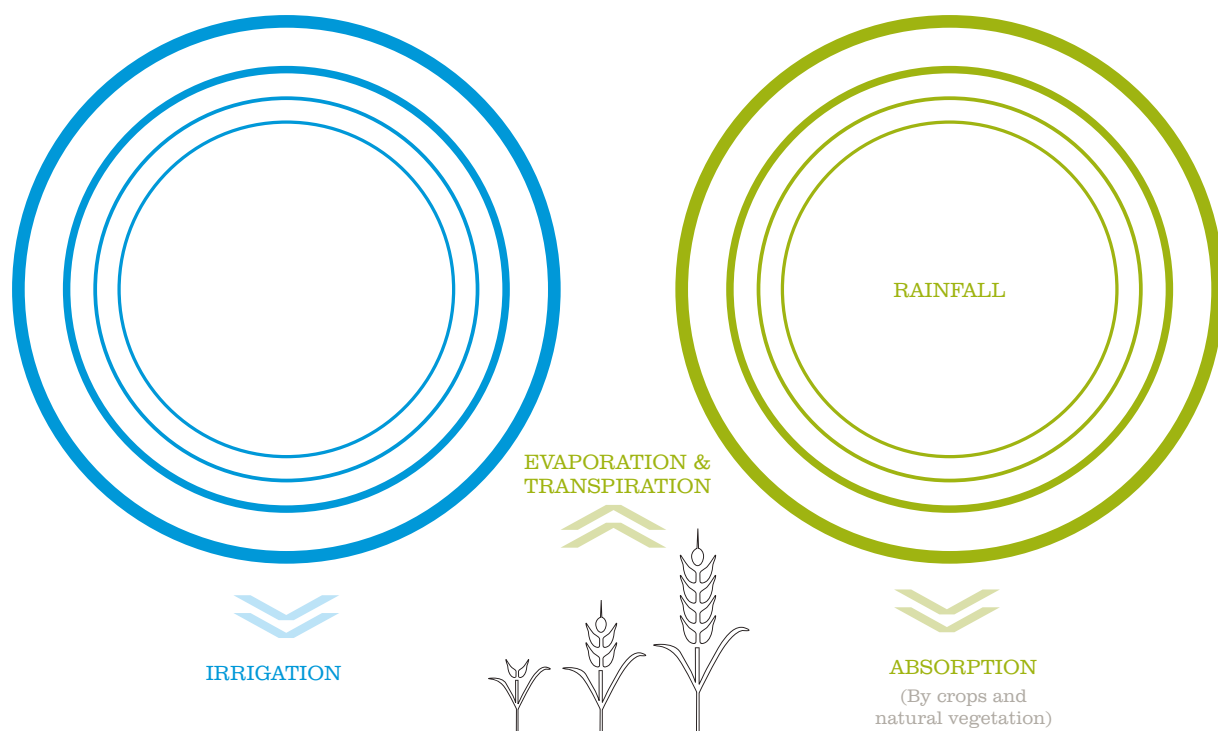 RAINFALL
EVAPORATION &
TRANSPIRATION
IRRIGATION
ABSORPTION
(By crops and
natural vegetation)